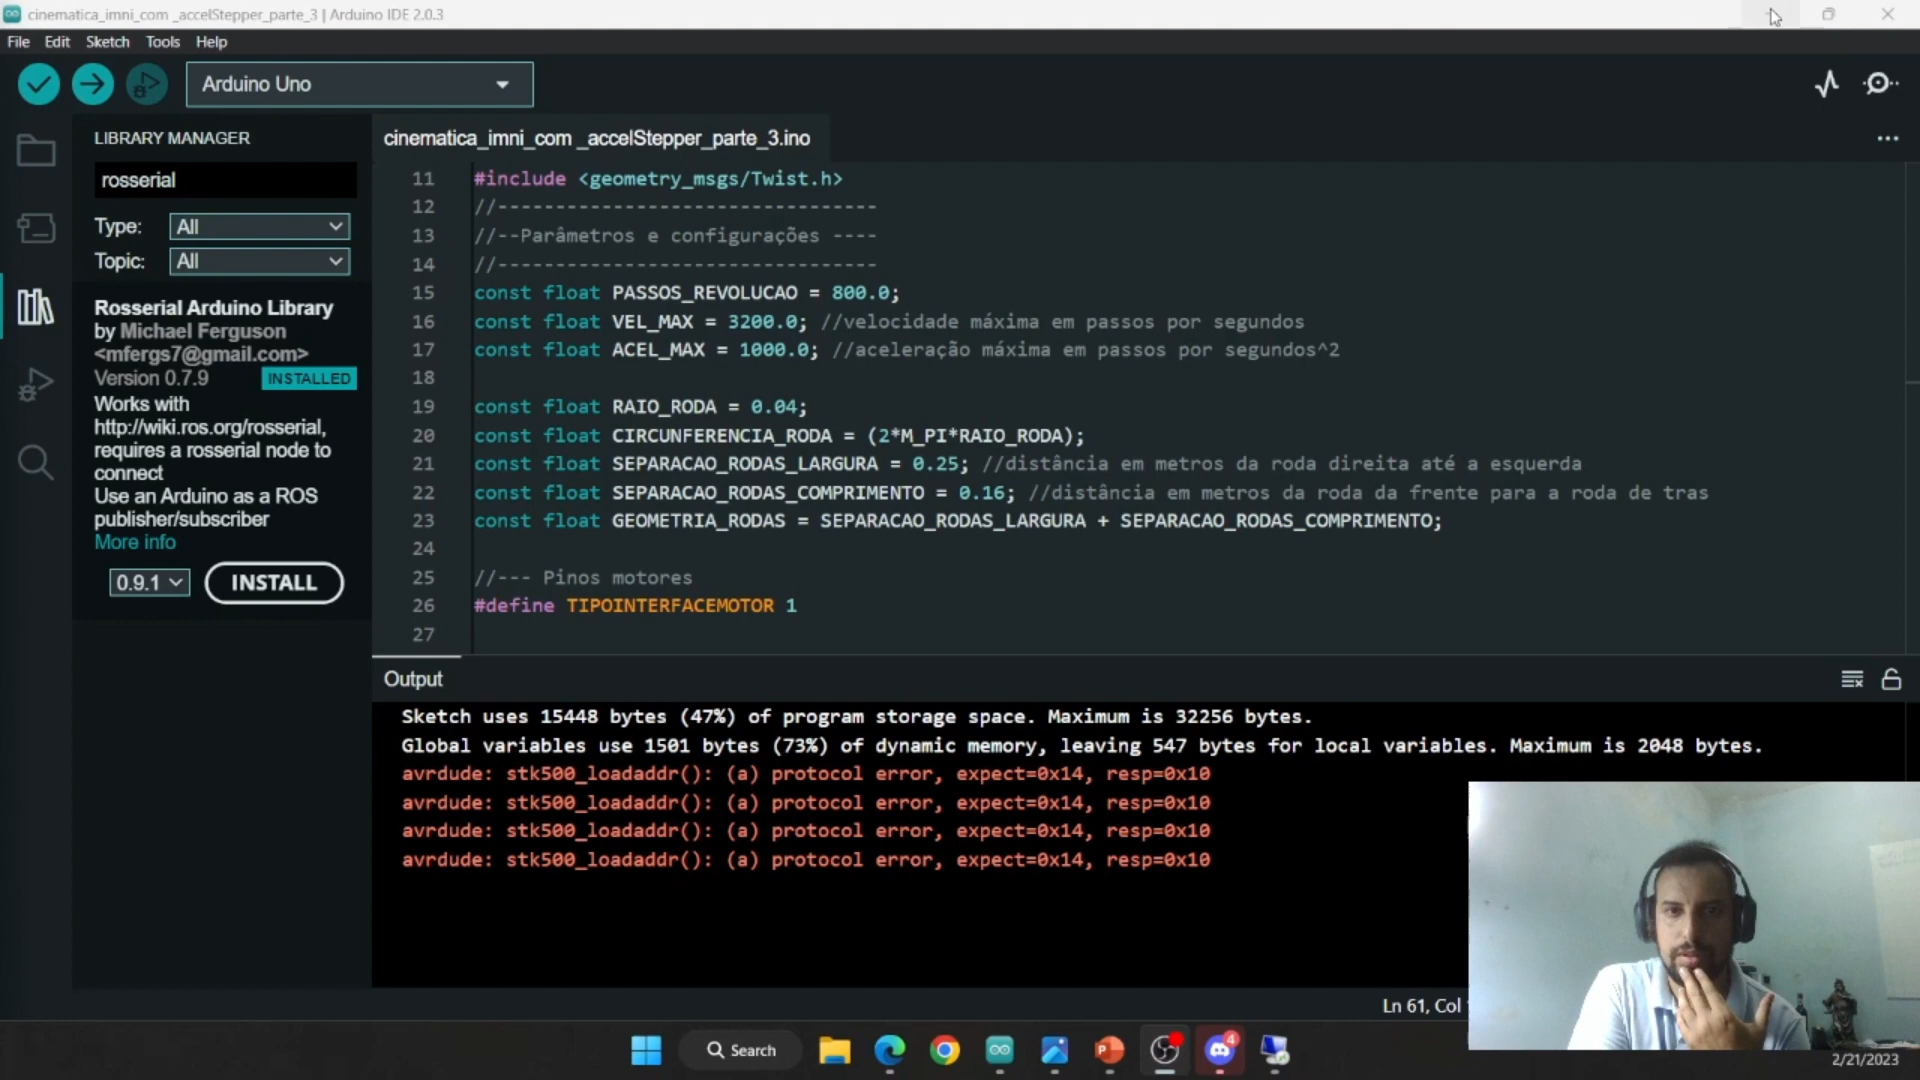 cinematica_imni_com _accelStepper_parte_3 | Arduino IDE 2.0.3
File Edit Sketch Tools Help
Arduino Uno
LIBRARY MANAGER
rosserial
Type: All
Topic: All
Rosserial Arduino Library
by Michael Ferguson
<mfergs7@gmail.com>
Version 0.7.9 INSTALLED
Works with
http://wiki.ros.org/rosserial,
requires a rosserial node to
connect
Use an Arduino as a ROS
publisher/subscriber
More info
0.9.1 INSTALL
cinematica_imni_com _accelStepper_parte_3.ino
11 #include <geometry_msgs/Twist.h>
12 //---------------------------------
13 //--Parâmetros e configurações ----
14 //---------------------------------
15 const float PASSOS_REVOLUCAO = 800.0;
16 const float VEL_MAX = 3200.0; //velocidade máxima em passos por segundos
17 const float ACEL_MAX = 1000.0; //aceleração máxima em passos por segundos^2
18
19 const float RAIO_RODA = 0.04;
20 const float CIRCUNFERENCIA_RODA = (2*M_PI*RAIO_RODA);
21 const float SEPARACAO_RODAS_LARGURA = 0.25; //distância em metros da roda direita até a esquerda
22 const float SEPARACAO_RODAS_COMPRIMENTO = 0.16; //distância em metros da roda da frente para a roda de tras
23 const float GEOMETRIA_RODAS = SEPARACAO_RODAS_LARGURA + SEPARACAO_RODAS_COMPRIMENTO;
24
25 //--- Pinos motores
26 #define TIPOINTERFACEMOTOR 1
27
Output
Sketch uses 15448 bytes (47%) of program storage space. Maximum is 32256 bytes.
Global variables use 1501 bytes (73%) of dynamic memory, leaving 547 bytes for local variables. Maximum is 2048 bytes.
avrdude: stk500_loadaddr(): (a) protocol error, expect=0x14, resp=0x10
avrdude: stk500_loadaddr(): (a) protocol error, expect=0x14, resp=0x10
avrdude: stk500_loadaddr(): (a) protocol error, expect=0x14, resp=0x10
avrdude: stk500_loadaddr(): (a) protocol error, expect=0x14, resp=0x10
Ln 61, Col
Search
4
2/21/2023